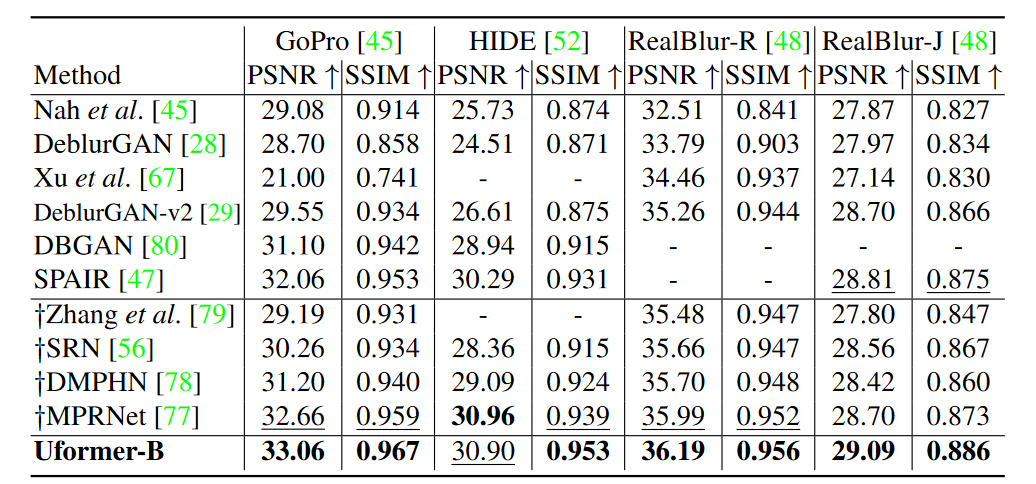 GoPro [45] HIDE [52] RealBlur-R [48] RealBlur-J [48]
Method PSNR ↑ SSIM ↑ PSNR ↑ SSIM ↑ PSNR ↑ SSIM ↑ PSNR ↑ SSIM ↑
Nah et al. [45] 29.08 0.914 25.73 0.874 32.51 0.841 27.87 0.827
DeblurGAN [28] 28.70 0.858 24.51 0.871 33.79 0.903 27.97 0.834
Xu et al. [67] 21.00 0.741 - - 34.46 0.937 27.14 0.830
DeblurGAN-v2 [29] 29.55 0.934 26.61 0.875 35.26 0.944 28.70 0.866
DBGAN [80] 31.10 0.942 28.94 0.915 - - - -
SPAIR [47] 32.06 0.953 30.29 0.931 - - 28.81 0.875
†Zhang et al. [79] 29.19 0.931 - - 35.48 0.947 27.80 0.847
†SRN [56] 30.26 0.934 28.36 0.915 35.66 0.947 28.56 0.867
†DMPHN [78] 31.20 0.940 29.09 0.924 35.70 0.948 28.42 0.860
†MPRNet [77] 32.66 0.959 30.96 0.939 35.99 0.952 28.70 0.873
Uformer-B 33.06 0.967 30.90 0.953 36.19 0.956 29.09 0.886